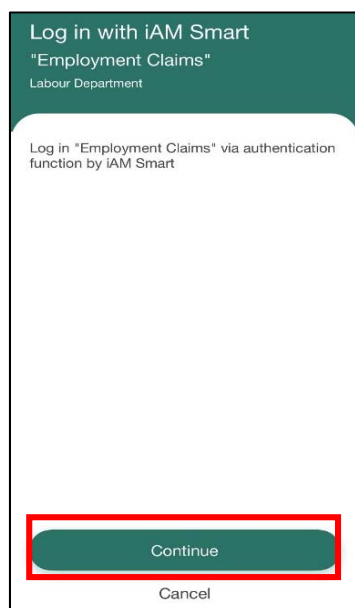 Log in with iAM Smart
"Employment Claims"
Labour Department
Log in "Employment Claims" via authentication
function by iAM Smart
Continue
Cancel